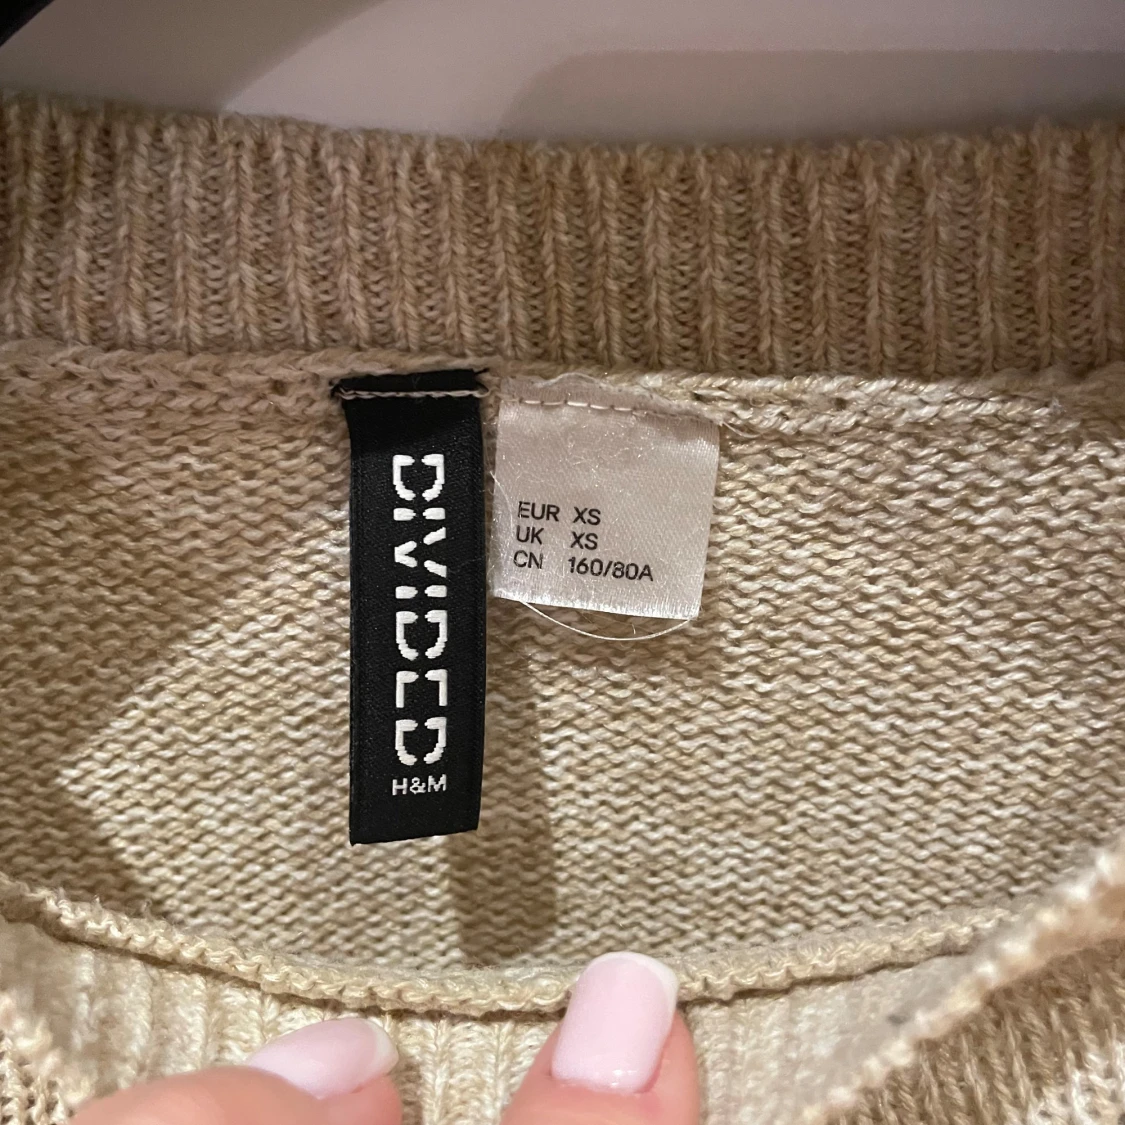 DIVIDED
H&M
EUR XS
UK XS
CN 160/80A